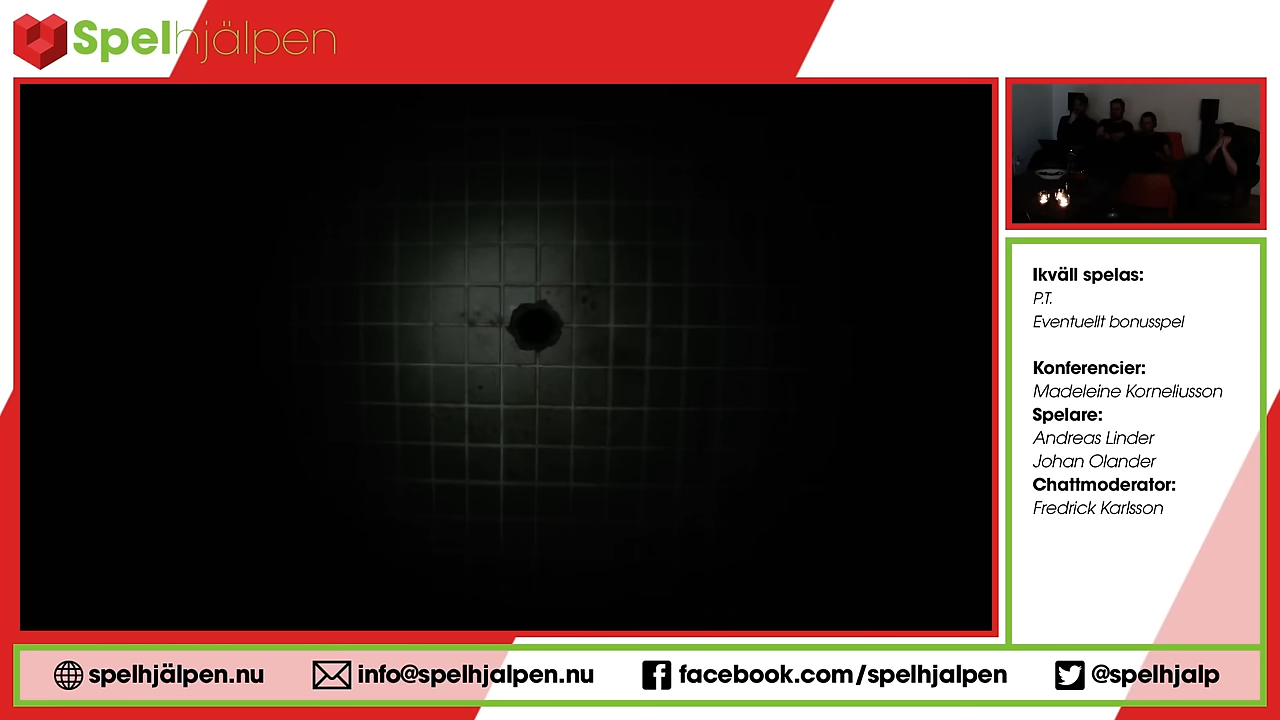 Spelhjälpen
Ikväll spelas:
P.T.
Eventuellt bonusspel
Konferencier:
Madeleine Korneliusson
Spelare:
Andreas Linder
Johan Olander
Chattmoderator:
Fredrick Karlsson
spelhjälpen.nu
info@spelhjalpen.nu
facebook.com/spelhjalpen
@spelhjalp